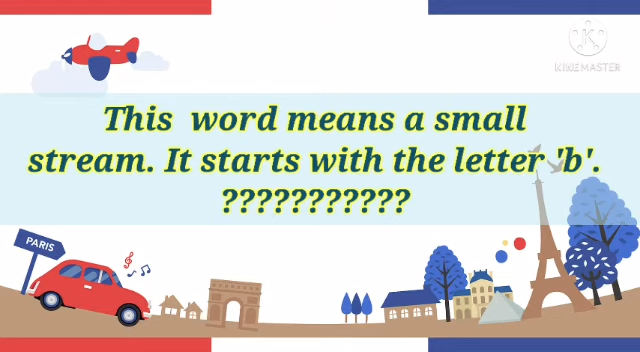 KINEMASTER
This word means a small
stream. It starts with the letter 'b'.
???????????
PARIS